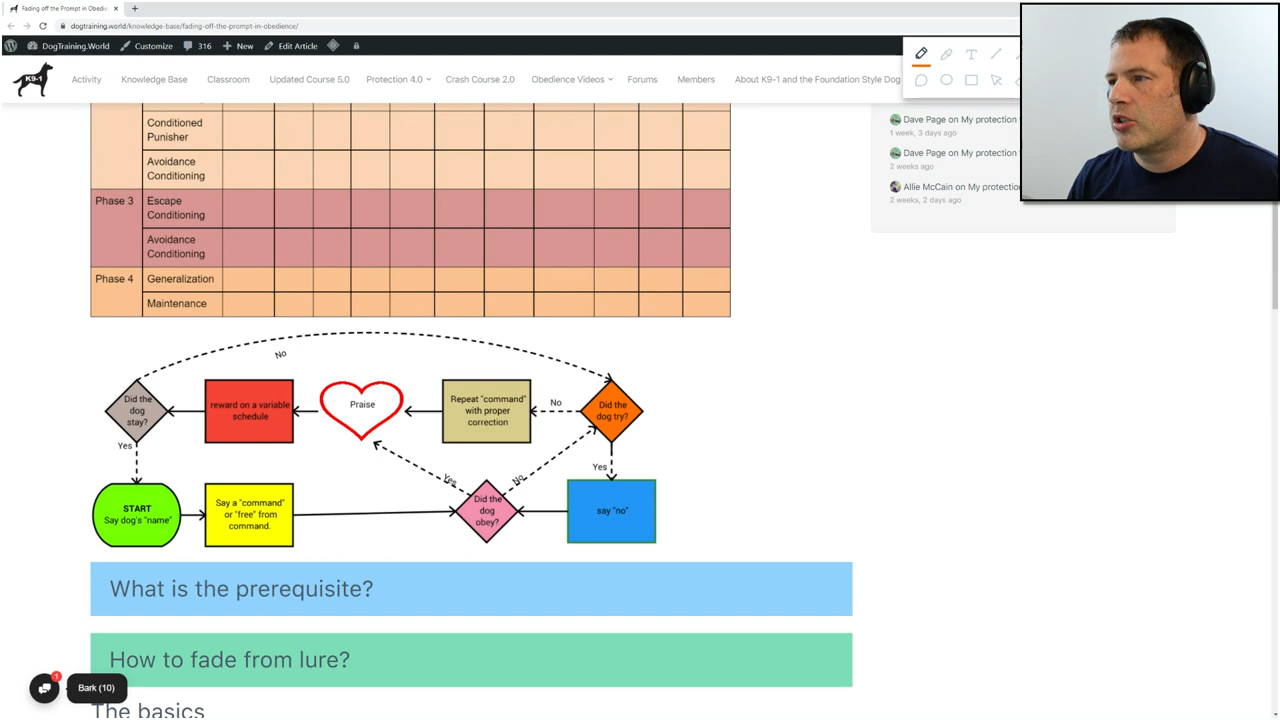 Fading off the Prompt in Obedie
dogtraining.world/knowledge-base/fading-off-the-prompt-in-obedience/
DogTraining.World Customize 316 New Edit Article
K9-1
Activity Knowledge Base Classroom Updated Course 5.0 Protection 4.0 Crash Course 2.0 Obedience Videos Forums Members About K9-1 and the Foundation Style Dog
T
Conditioned
Punisher
Avoidance
Conditioning
Phase 3
Escape
Conditioning
Avoidance
Conditioning
Phase 4
Generalization
Maintenance
Dave Page on My protection
1 week, 3 days ago
Dave Page on My protection
2 weeks ago
Allie McCain on My protection
2 weeks, 2 days ago
No
Did the
dog
stay?
reward on a variable
schedule
Praise
Repeat "command"
with proper
correction
No
Did the
dog try?
Yes
Yes
No
Yes
START
Say dog's "name"
Say a "command"
or "free" from
command.
Did the
dog
obey?
say "no"
What is the prerequisite?
How to fade from lure?
1
Bark (10)
The basics